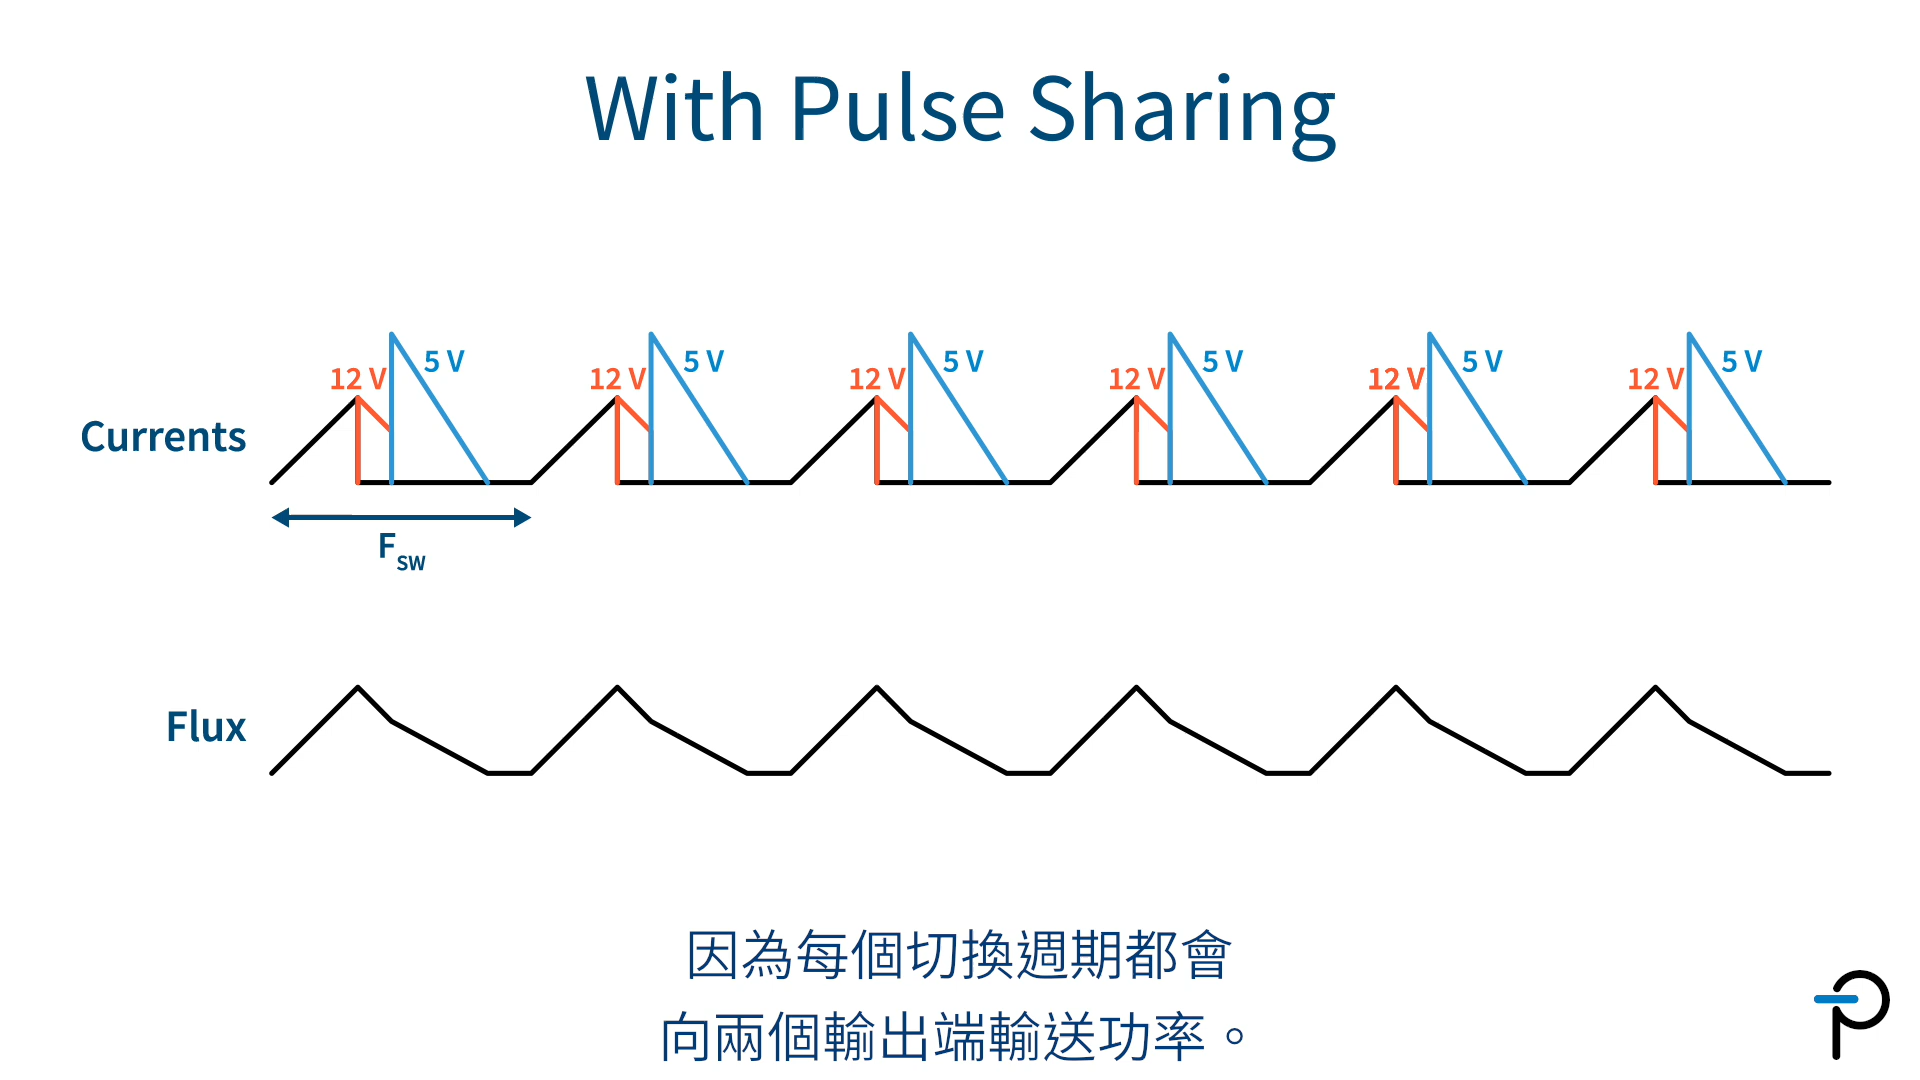 With Pulse Sharing
12 V 5 V 12 V 5 V 12 V 5 V 12 V 5 V 12 V 5 V 12 V 5 V
Currents
FSW
Flux
因為每個切換週期都會
向兩個輸出端輸送功率。